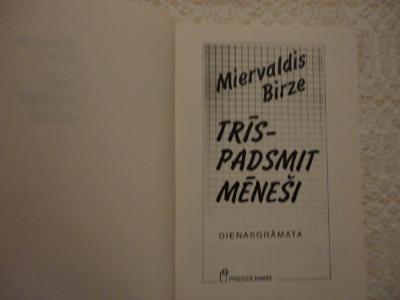 Miervaldis
Birze
TRĪS-
PADSMIT
MĒNEŠI
DIENASGRĀMATA
PRESES NAMS